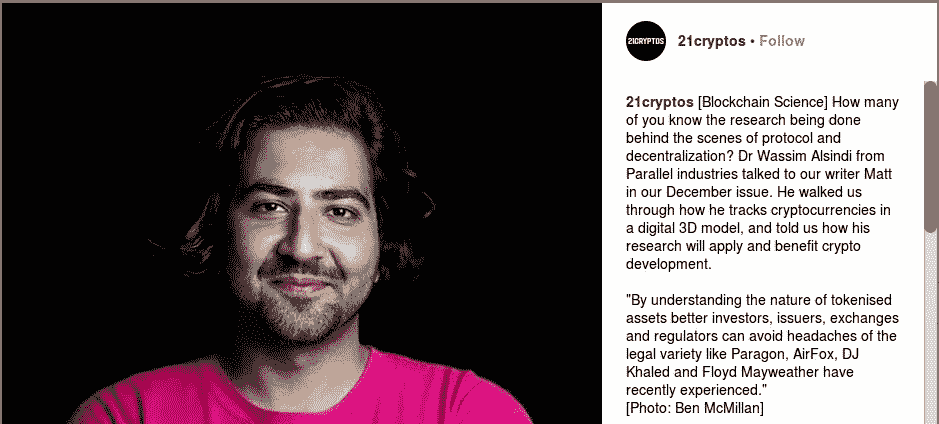 21CRYPTOS
21cryptos • Follow
21cryptos [Blockchain Science] How many
of you know the research being done
behind the scenes of protocol and
decentralization? Dr Wassim Alsindi from
Parallel industries talked to our writer Matt
in our December issue. He walked us
through how he tracks cryptocurrencies in
a digital 3D model, and told us how his
research will apply and benefit crypto
development.
"By understanding the nature of tokenised
assets better investors, issuers, exchanges
and regulators can avoid headaches of the
legal variety like Paragon, AirFox, DJ
Khaled and Floyd Mayweather have
recently experienced."
[Photo: Ben McMillan]